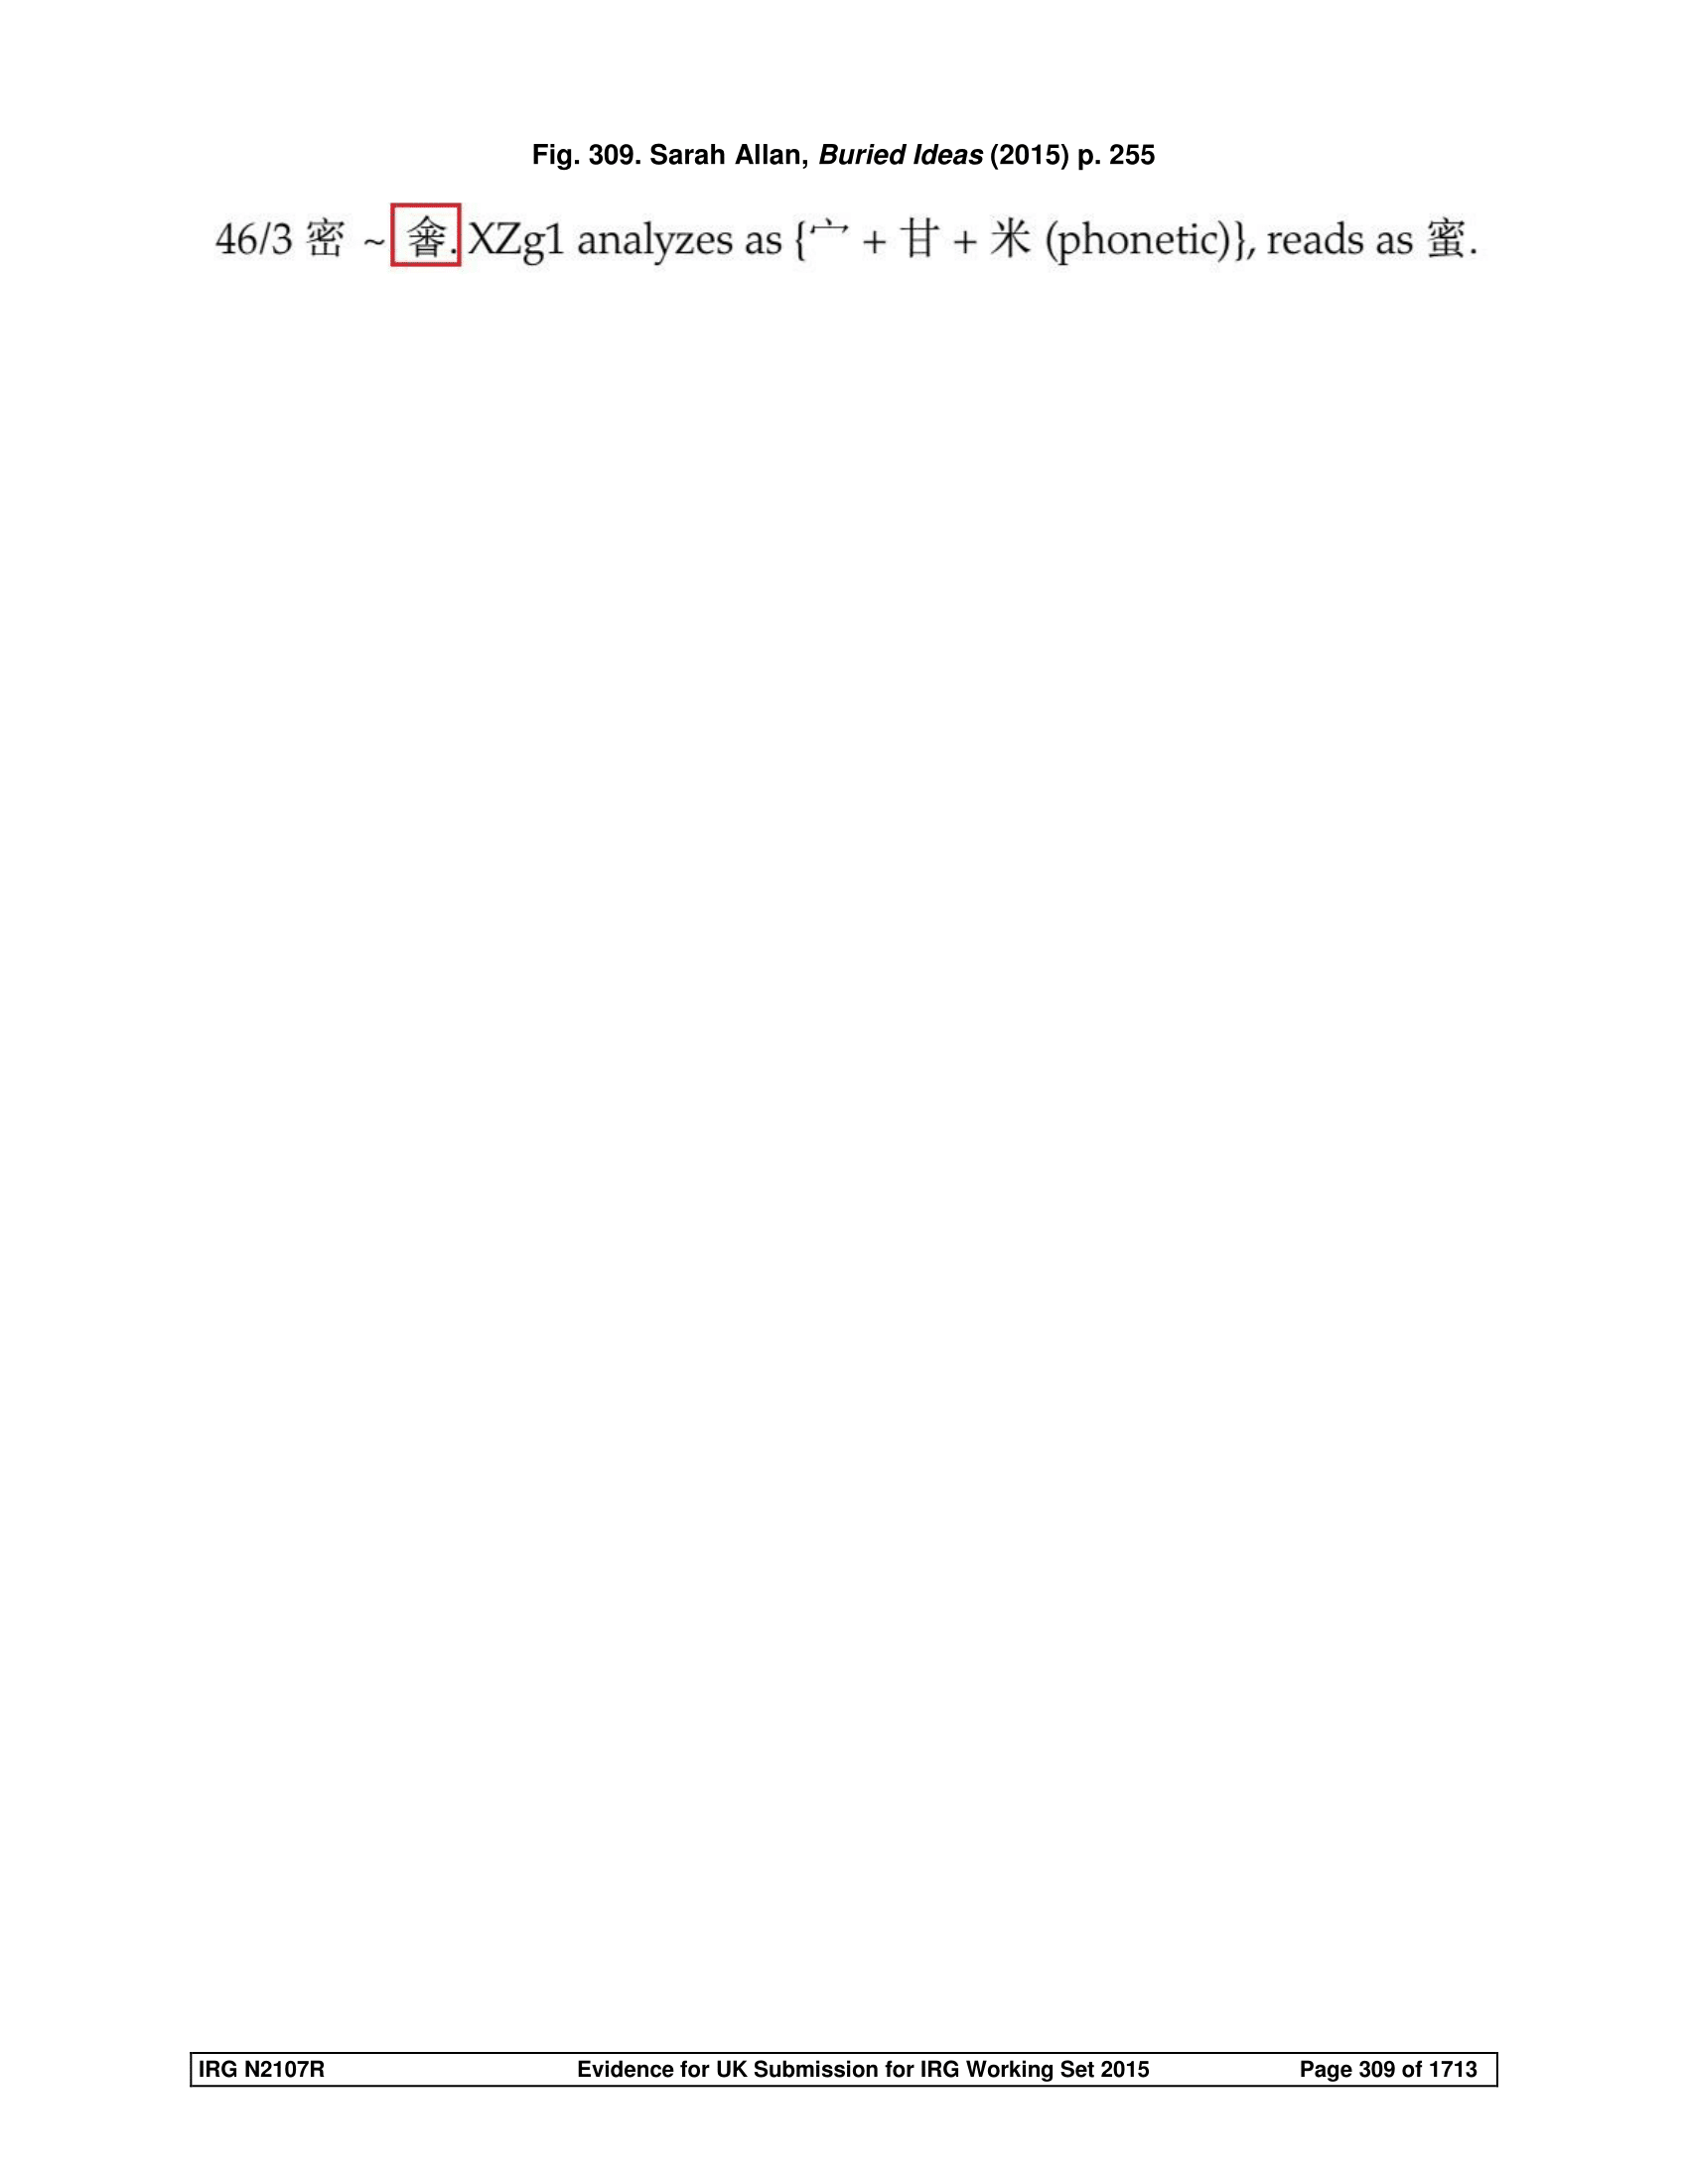 Fig. 309. Sarah Allan, Buried Ideas (2015) p. 255
46/3 密 ~ . XZg1 analyzes as {宀 + 甘 + 米 (phonetic)}, reads as 蜜.
IRG N2107R Evidence for UK Submission for IRG Working Set 2015 Page 309 of 1713